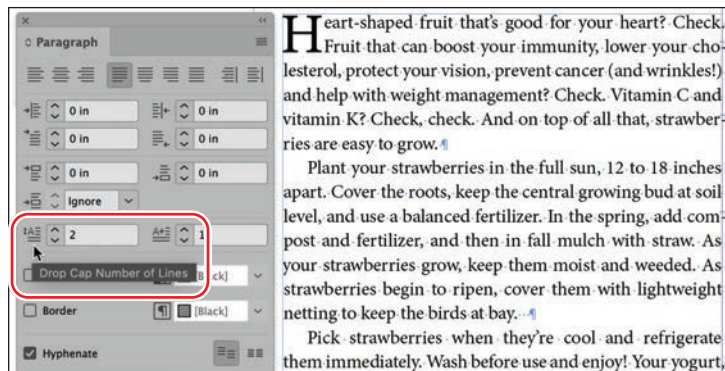 Paragraph
0 in 0 in
0 in 0 in
0 in 0 in
Ignore
2 1
Drop Cap Number of Lines
[Black]
Border [Black]
Hyphenate
Heart-shaped fruit that's good for your heart? Check.
Fruit that can boost your immunity, lower your cho-
lesterol, protect your vision, prevent cancer (and wrinkles!)
and help with weight management? Check. Vitamin C and
vitamin K? Check, check. And on top of all that, strawber-
ries are easy to grow.¶
Plant your strawberries in the full sun, 12 to 18 inches
apart. Cover the roots, keep the central growing bud at soil
level, and use a balanced fertilizer. In the spring, add com-
post and fertilizer, and then in fall mulch with straw. As
your strawberries grow, keep them moist and weeded. As
strawberries begin to ripen, cover them with lightweight
netting to keep the birds at bay. ¶
Pick strawberries when they're cool and refrigerate
them immediately. Wash before use and enjoy! Your yogurt,